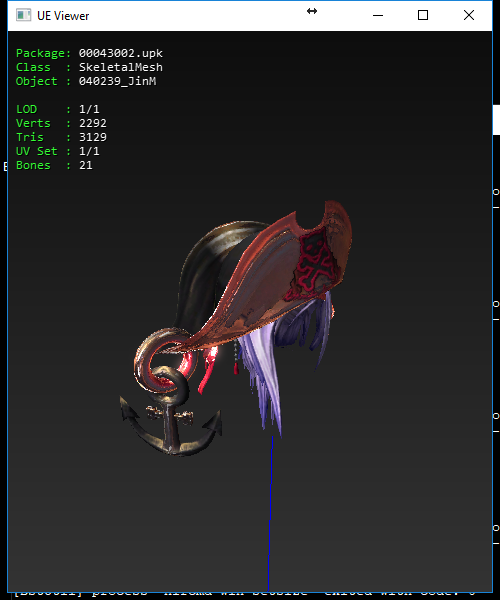 UE Viewer
Package: 00043002.upk
Class : SkeletalMesh
Object : 040239_JinM
LOD : 1/1
Verts : 2292
Tris : 3129
UV Set : 1/1
Bones : 21